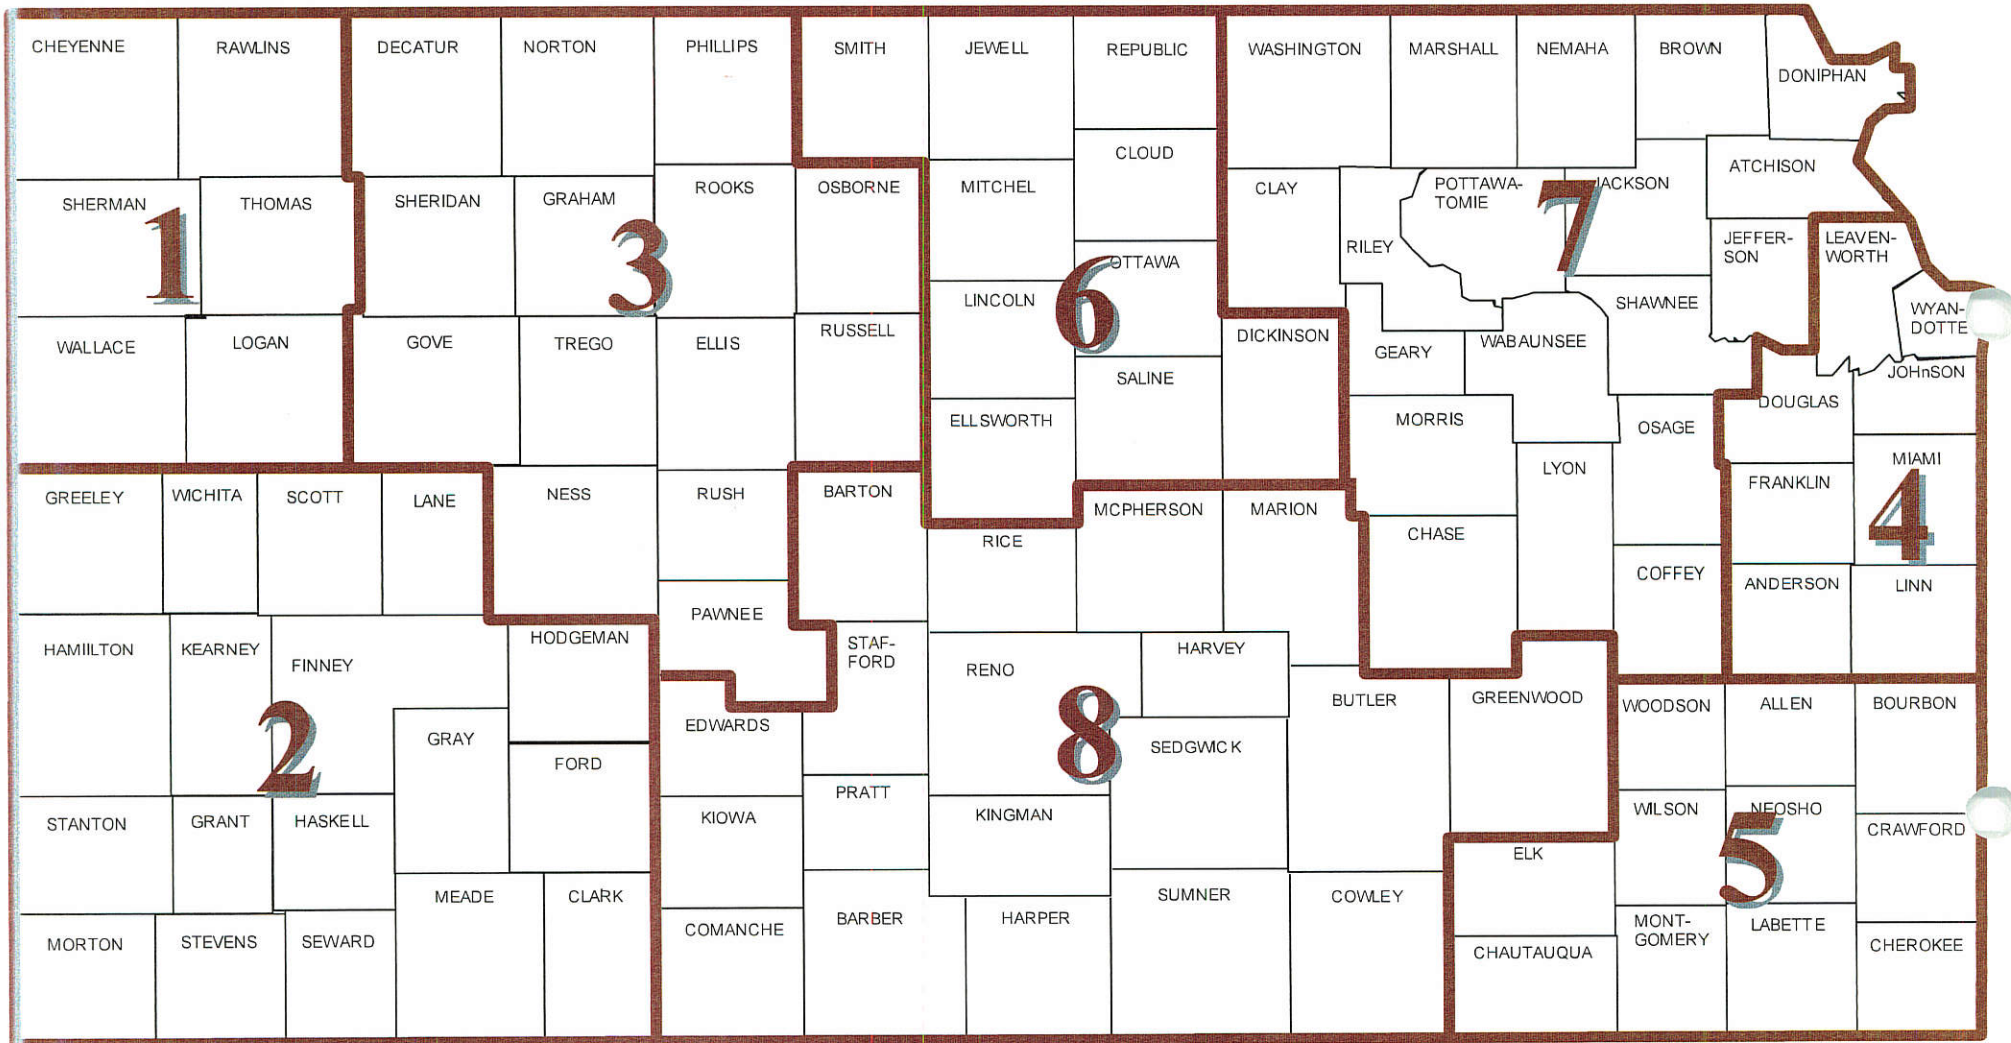 CHEYENNE
RAWLINS
DECATUR
NORTON
PHILLIPS
SMITH
JEWELL
REPUBLIC
WASHINGTON
MARSHALL
NEMAHA
BROWN
DONIPHAN
CLOUD
ATCHISON
SHERMAN
THOMAS
SHERIDAN
GRAHAM
ROOKS
OSBORNE
MITCHEL
CLAY
RILEY
POTTAWA-
TOMIE
JACKSON
JEFFER-
SON
LEAVEN-
WORTH
WYAN-
DOTTE
1
3
6
7
OTTAWA
LINCOLN
SHAWNEE
WALLACE
LOGAN
GOVE
TREGO
ELLIS
RUSSELL
DICKINSON
GEARY
WABAUNSEE
SALINE
JOHnSON
DOUGLAS
ELLSWORTH
MORRIS
OSAGE
LYON
MIAMI
4
FRANKLIN
GREELEY
WICHITA
SCOTT
LANE
NESS
RUSH
BARTON
RICE
MCPHERSON
MARION
CHASE
COFFEY
ANDERSON
LINN
PAWNEE
HAMIILTON
KEARNEY
FINNEY
HODGEMAN
STAF-
FORD
RENO
HARVEY
BUTLER
GREENWOOD
WOODSON
ALLEN
BOURBON
2
8
GRAY
FORD
EDWARDS
SEDGWICK
PRATT
STANTON
GRANT
HASKELL
KIOWA
KINGMAN
WILSON
NEOSHO
CRAWFORD
5
ELK
MEADE
CLARK
SUMNER
COWLEY
MORTON
STEVENS
SEWARD
COMANCHE
BARBER
HARPER
CHAUTAUQUA
MONT-
GOMERY
LABETTE
CHEROKEE